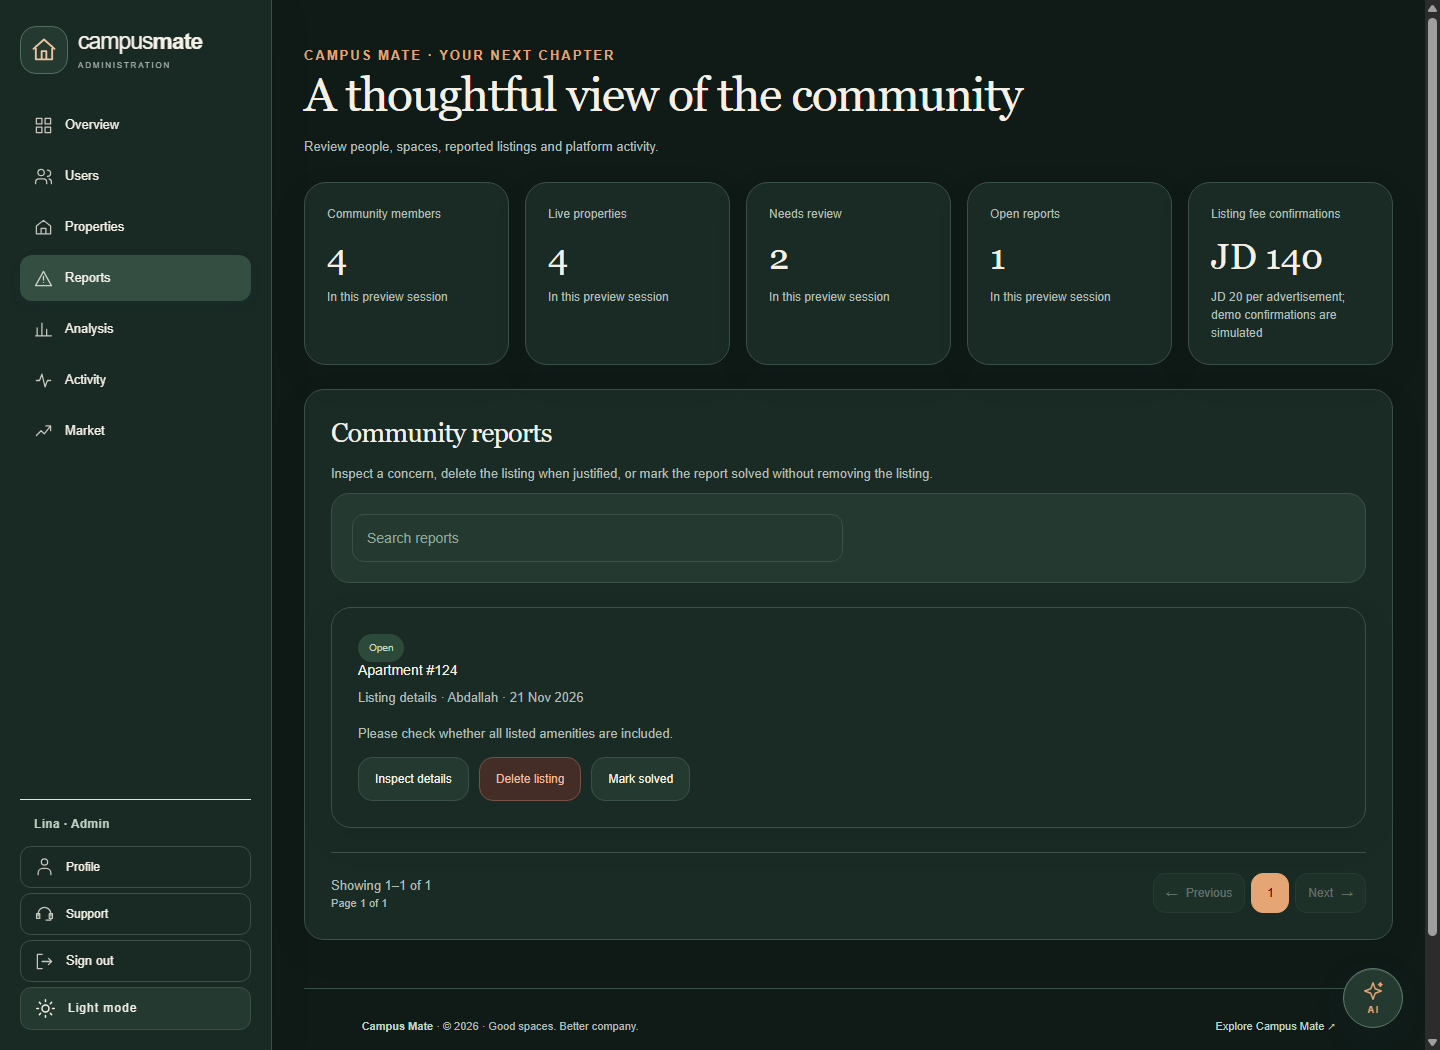 campusmate
ADMINISTRATION
Overview
Users
Properties
Reports
Analysis
Activity
Market
Lina · Admin
Profile
Support
Sign out
Light mode
CAMPUS MATE · YOUR NEXT CHAPTER
A thoughtful view of the community
Review people, spaces, reported listings and platform activity.
Community members
4
In this preview session
Live properties
4
In this preview session
Needs review
2
In this preview session
Open reports
1
In this preview session
Listing fee confirmations
JD 140
JD 20 per advertisement;
demo confirmations are
simulated
Community reports
Inspect a concern, delete the listing when justified, or mark the report solved without removing the listing.
Search reports
Open
Apartment #124
Listing details · Abdallah · 21 Nov 2026
Please check whether all listed amenities are included.
Inspect details
Delete listing
Mark solved
Showing 1–1 of 1
Page 1 of 1
← Previous
1
Next →
Campus Mate · © 2026 · Good spaces. Better company.
Explore Campus Mate ↗
AI